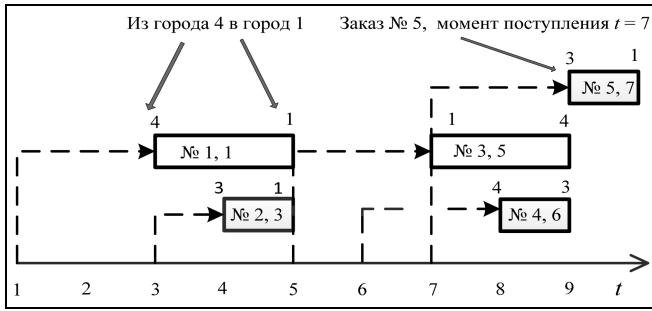 Из города 4 в город 1 Заказ № 5, момент поступления t = 7
3 1
№ 5, 7
4 1 1 4
№ 1, 1 № 3, 5
3 1 4 3
№ 2, 3 № 4, 6
1 2 3 4 5 6 7 8 9 t